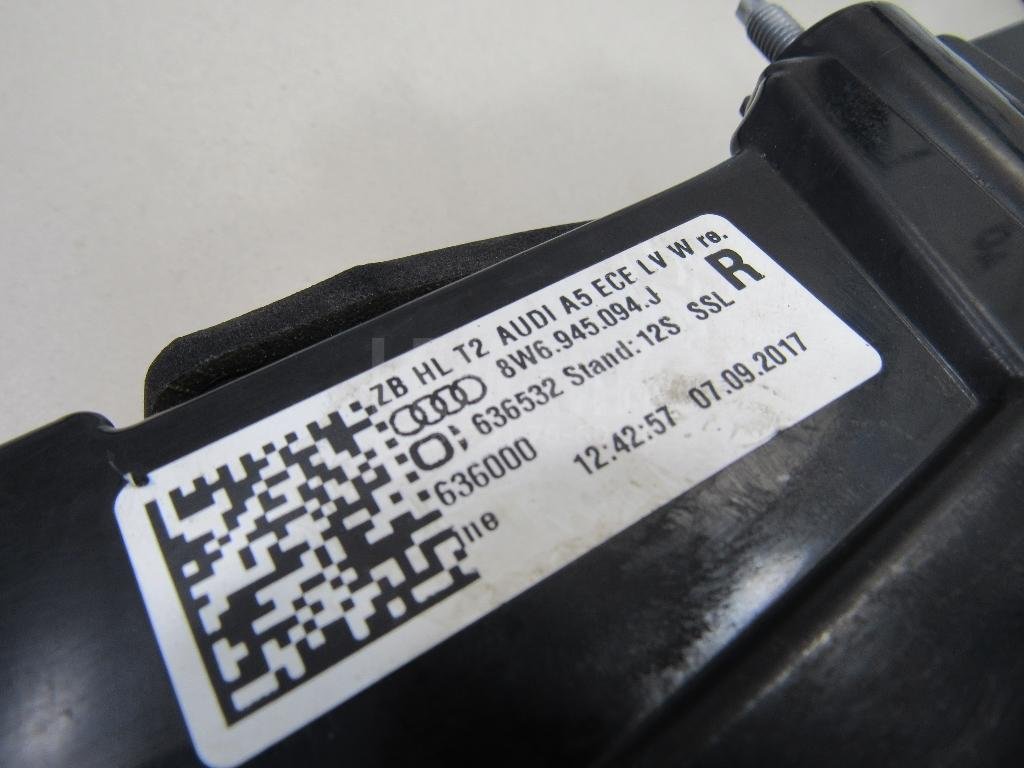 ZB HL T2 AUDI A5 ECE LV W re.
8W6.945.094.J
R
636532 Stand: 12S SSL
636000 12:42:57 07.09.2017